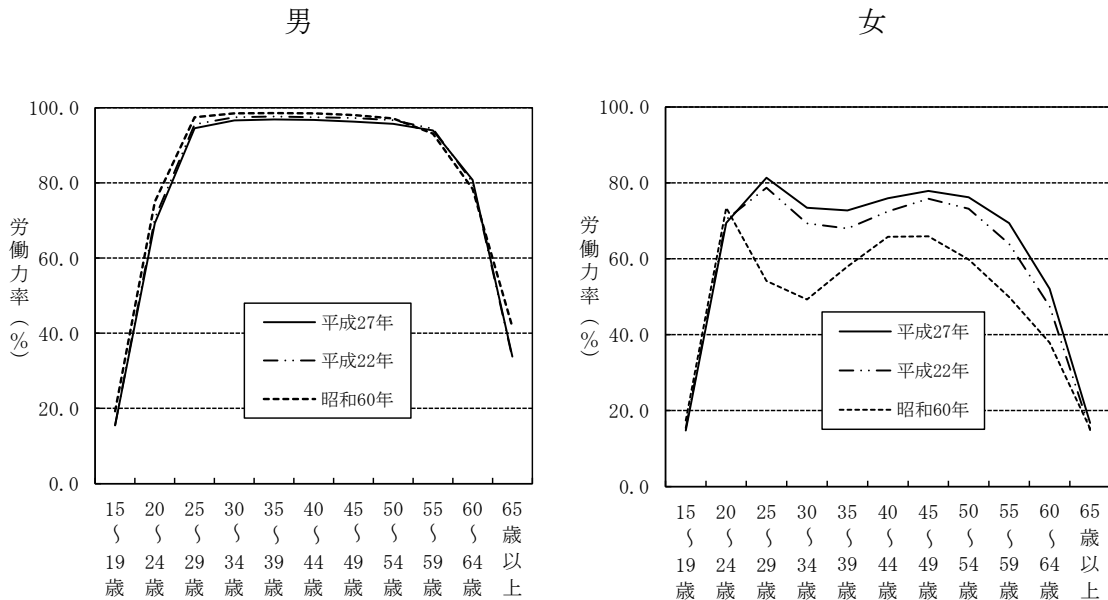 男
100.0
80.0
60.0
40.0
20.0
0.0
労働力率(%)
平成27年
平成22年
昭和60年
15～19歳
20～24歳
25～29歳
30～34歳
35～39歳
40～44歳
45～49歳
50～54歳
55～59歳
60～64歳
65歳以上
女
100.0
80.0
60.0
40.0
20.0
0.0
労働力率(%)
平成27年
平成22年
昭和60年
15～19歳
20～24歳
25～29歳
30～34歳
35～39歳
40～44歳
45～49歳
50～54歳
55～59歳
60～64歳
65歳以上